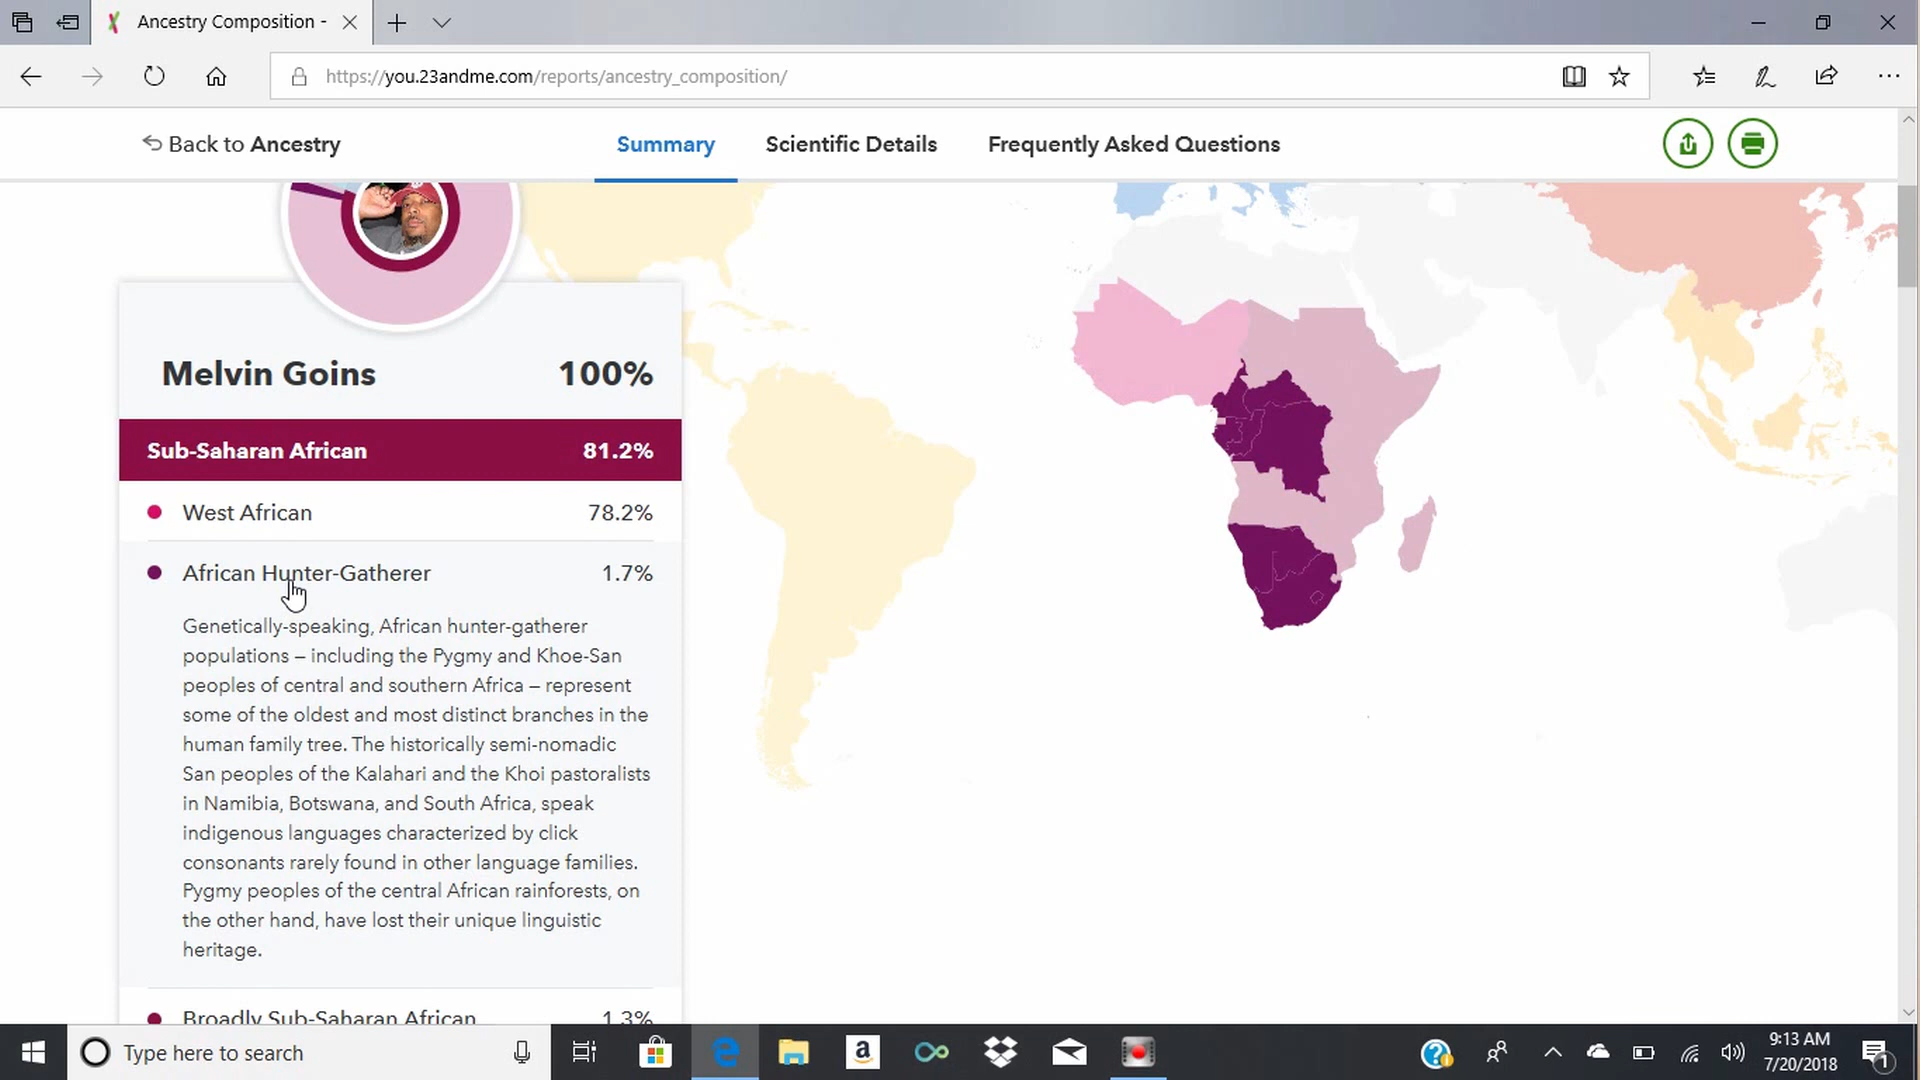 Ancestry Composition -
https://you.23andme.com/reports/ancestry_composition/
Back to Ancestry
Summary
Scientific Details
Frequently Asked Questions
Melvin Goins 100%
Sub-Saharan African 81.2%
West African 78.2%
African Hunter-Gatherer 1.7%
Genetically-speaking, African hunter-gatherer
populations – including the Pygmy and Khoe-San
peoples of central and southern Africa – represent
some of the oldest and most distinct branches in the
human family tree. The historically semi-nomadic
San peoples of the Kalahari and the Khoi pastoralists
in Namibia, Botswana, and South Africa, speak
indigenous languages characterized by click
consonants rarely found in other language families.
Pygmy peoples of the central African rainforests, on
the other hand, have lost their unique linguistic
heritage.
Broadly Sub-Saharan African 1.3%
Type here to search
a
9:13 AM
7/20/2018
1